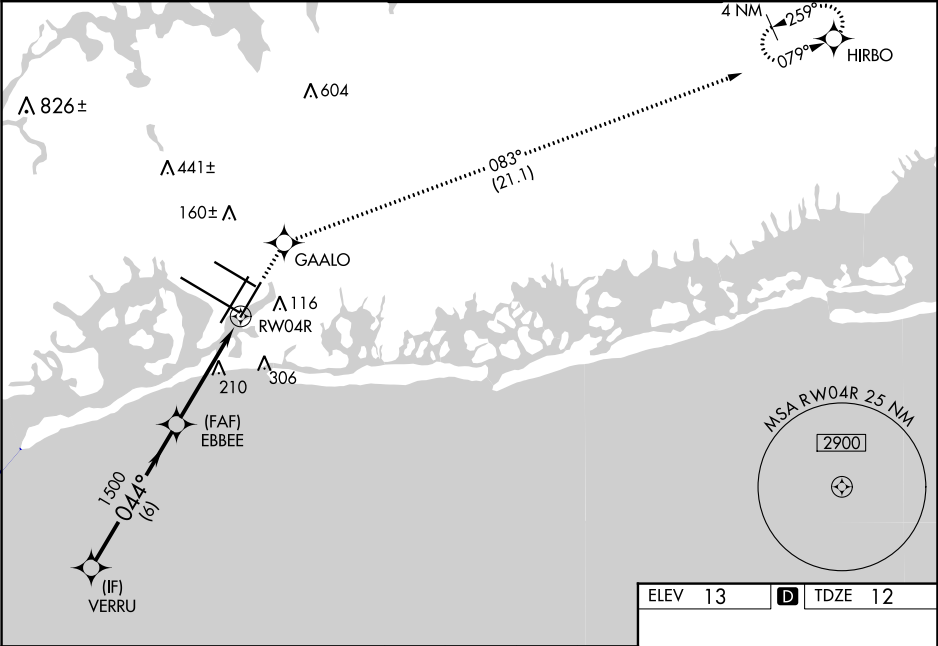 4 NM
259°
079°
HIRBO
604
826±
441±
083°
(21.1)
160±
GAALO
116
RW04R
210
306
(FAF)
EBBEE
1500
044°
(6)
(IF)
VERRU
MSA RW04R 25 NM
2900
ELEV 13 D TDZE 12